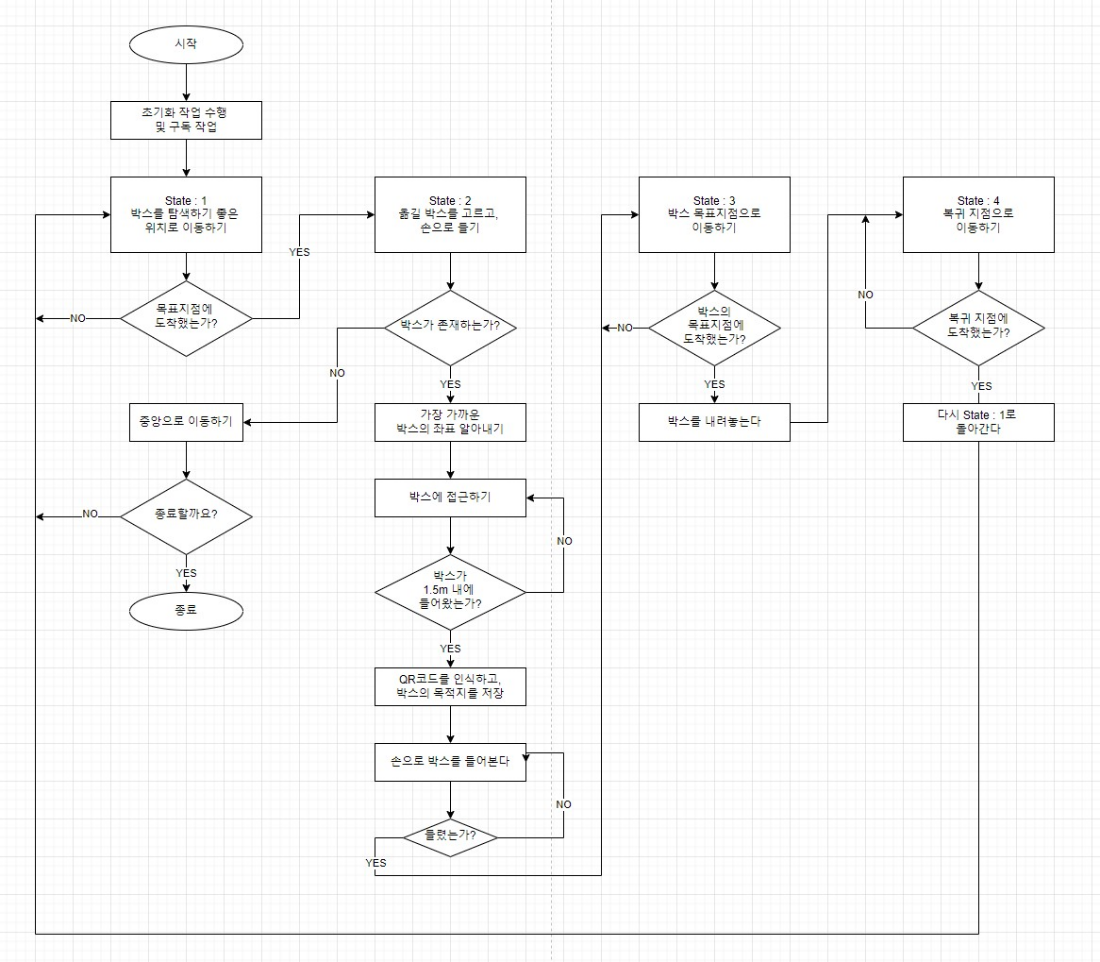 시작
초기화 작업 수행
및 구독 작업
State : 1
박스를 탐색하기 좋은
위치로 이동하기
목표지점에
도착했는가?
NO
YES
State : 2
옮길 박스를 고르고,
손으로 들기
박스가 존재하는가?
NO
YES
중앙으로 이동하기
종료할까요?
NO
YES
종료
가장 가까운
박스의 좌표 알아내기
박스에 접근하기
박스가
1.5m 내에
들어왔는가?
NO
YES
QR코드를 인식하고,
박스의 목적지를 저장
손으로 박스를 들어본다
들렸는가?
NO
YES
State : 3
박스 목표지점으로
이동하기
박스의
목표지점에
도착했는가?
NO
YES
박스를 내려놓는다
State : 4
복귀 지점으로
이동하기
복귀 지점에
도착했는가?
NO
YES
다시 State : 1로
돌아간다